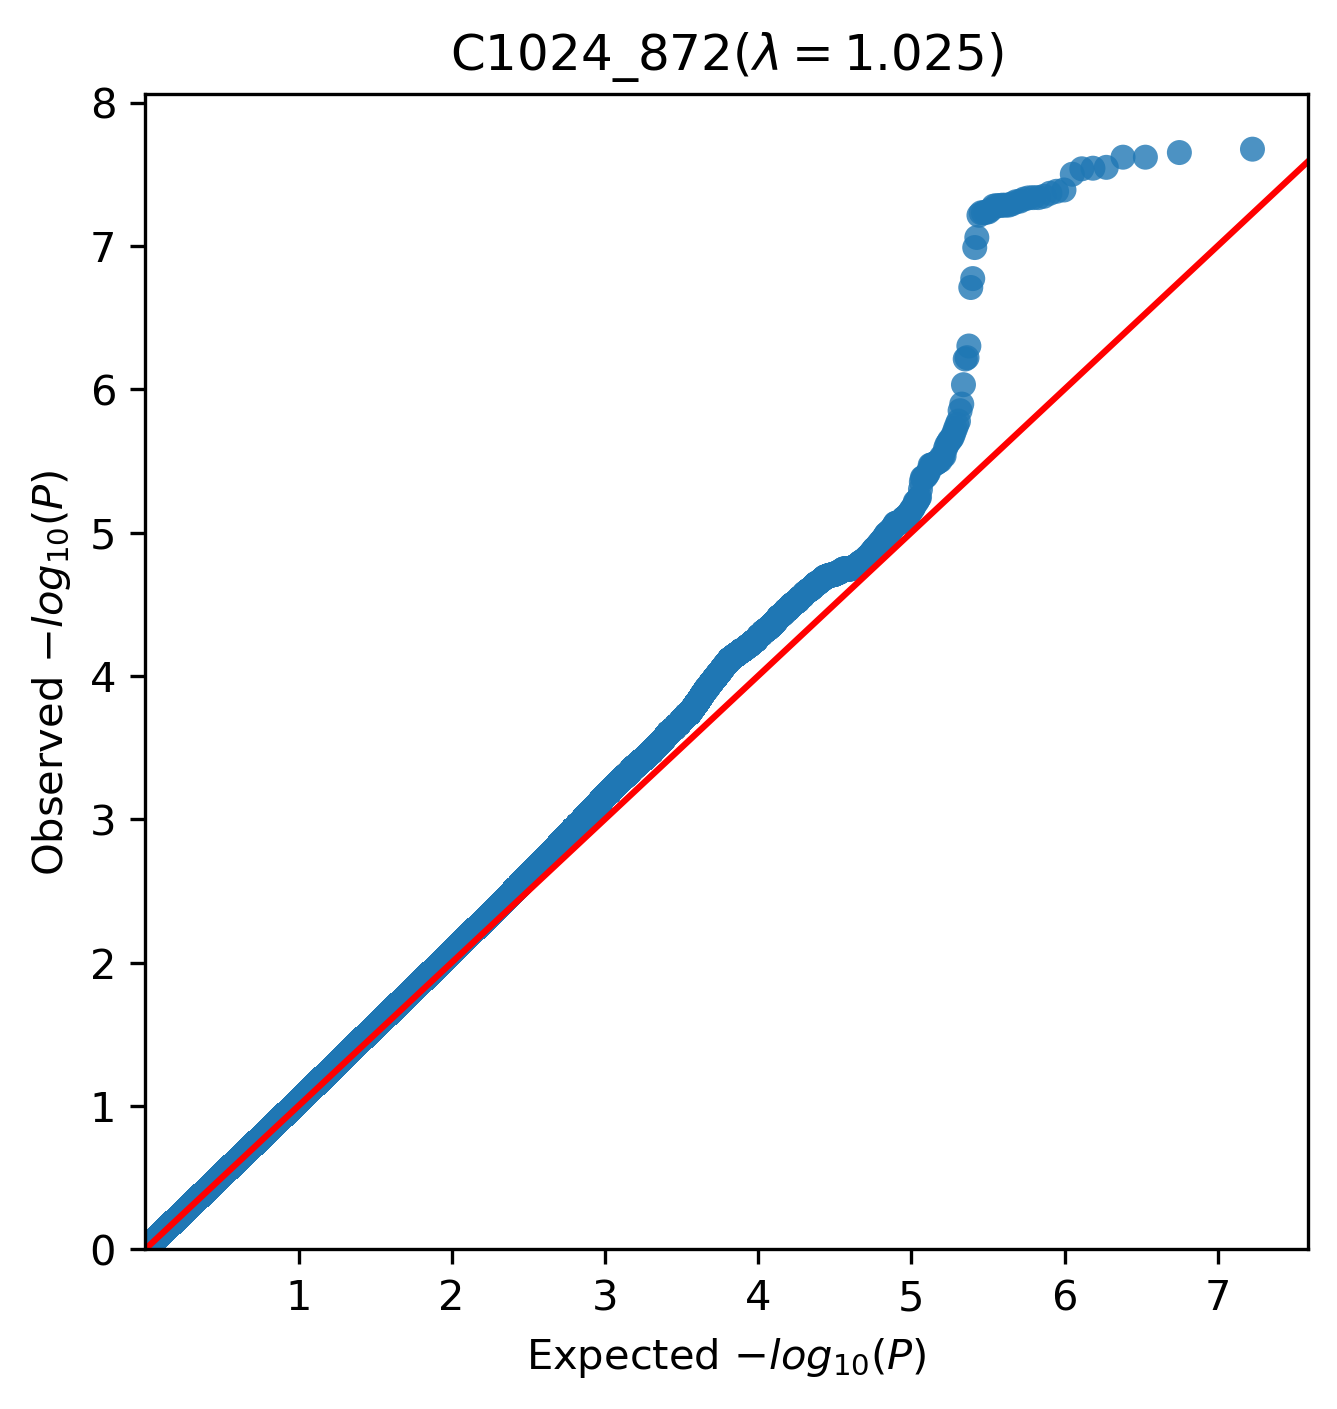 C1024_872(λ = 1.025)
8
7
6
5
4
3
2
1
0
Observed −log₁₀(P)
1 2 3 4 5 6 7
Expected −log₁₀(P)